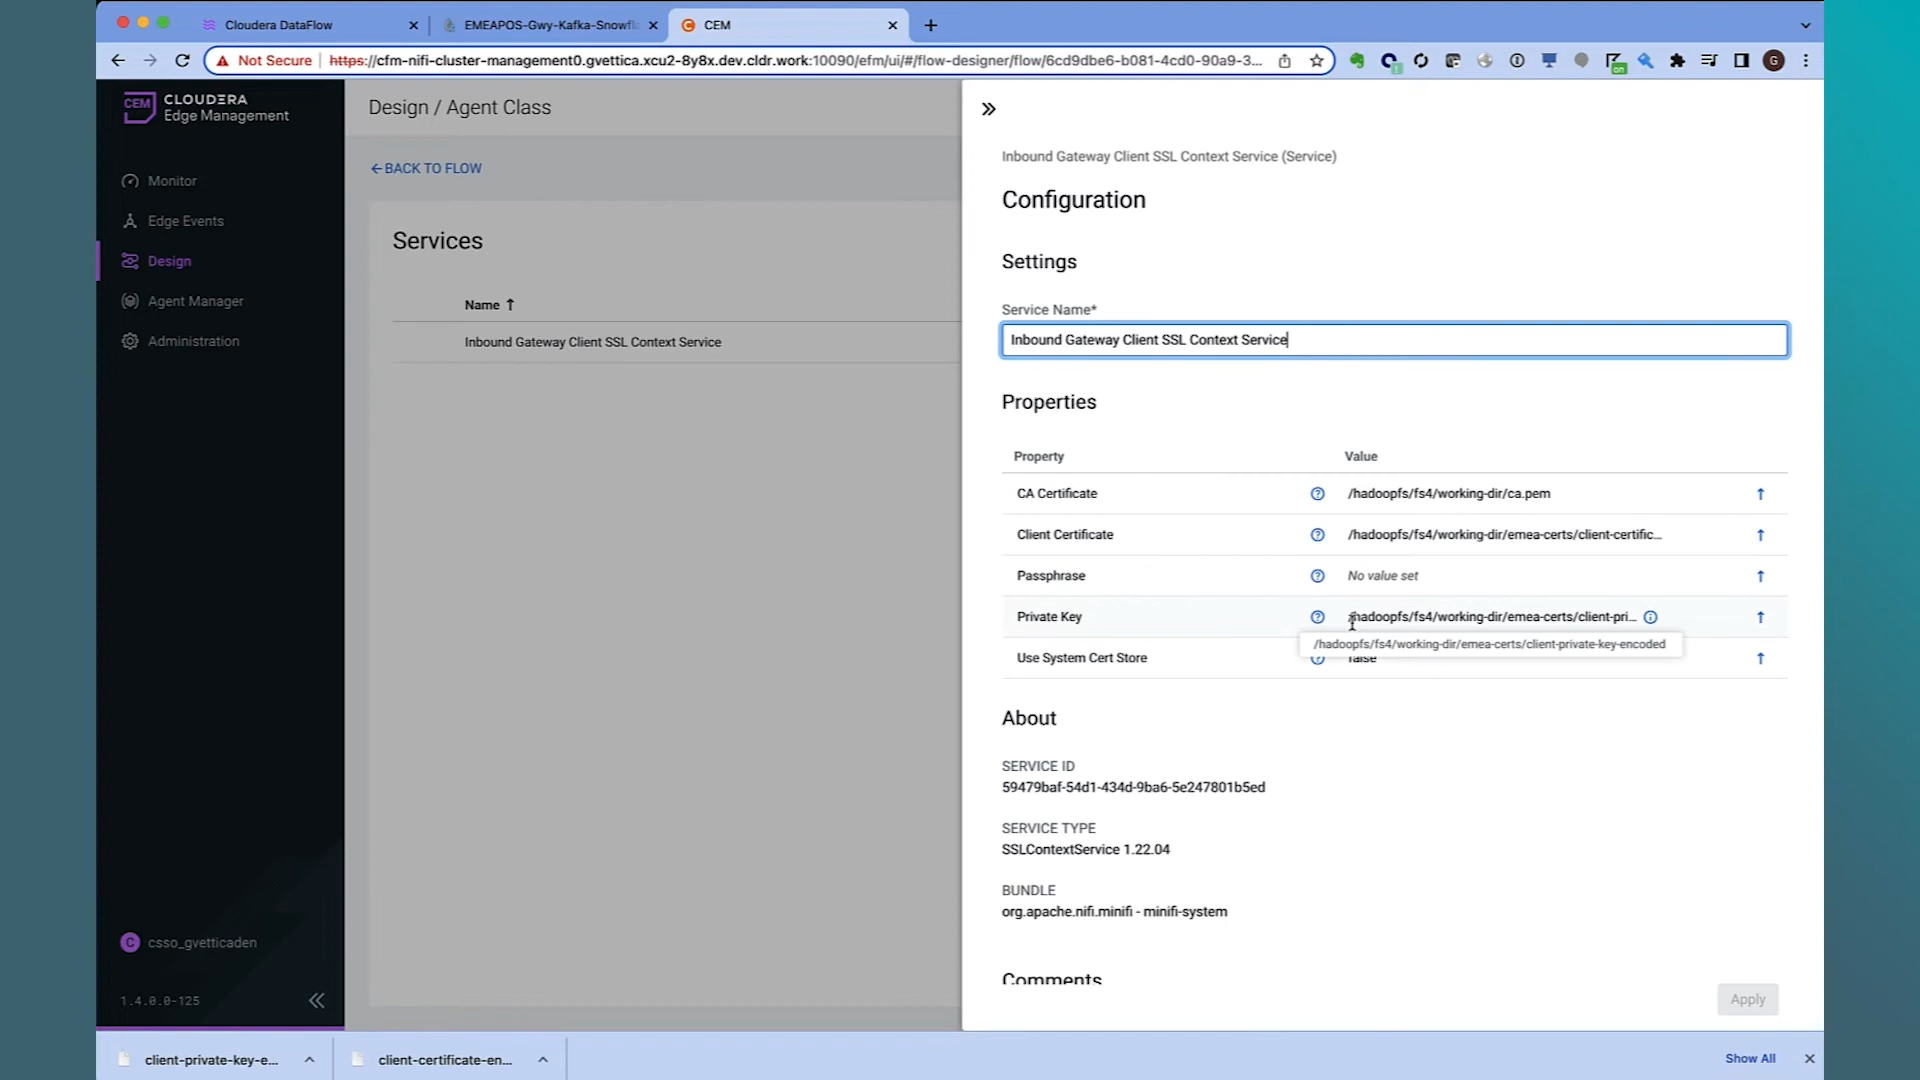 Cloudera DataFlow
EMEAPOS-Gwy-Kafka-Snowfl
CEM
Not Secure
https://cfm-nifi-cluster-management0.gvettica.xcu2-8y8x.dev.cldr.work:10090/efm/ui/#/flow-designer/flow/6cd9dbe6-b081-4cd0-90a9-3...
on
G
CEM
CLOUDERA
Edge Management
Monitor
Edge Events
Design
Agent Manager
Administration
C
csso_gvetticaden
1.4.0.0-125
Design / Agent Class
BACK TO FLOW
Services
Name
Inbound Gateway Client SSL Context Service
Inbound Gateway Client SSL Context Service (Service)
Configuration
Settings
Service Name*
Inbound Gateway Client SSL Context Service
Properties
Property Value
CA Certificate /hadoopfs/fs4/working-dir/ca.pem
Client Certificate /hadoopfs/fs4/working-dir/emea-certs/client-certific...
Passphrase No value set
Private Key /hadoopfs/fs4/working-dir/emea-certs/client-pri...
/hadoopfs/fs4/working-dir/emea-certs/client-private-key-encoded
Use System Cert Store false
About
SERVICE ID
59479baf-54d1-434d-9ba6-5e247801b5ed
SERVICE TYPE
SSLContextService 1.22.04
BUNDLE
org.apache.nifi.minifi - minifi-system
Comments
Apply
client-private-key-e...
client-certificate-en...
Show All